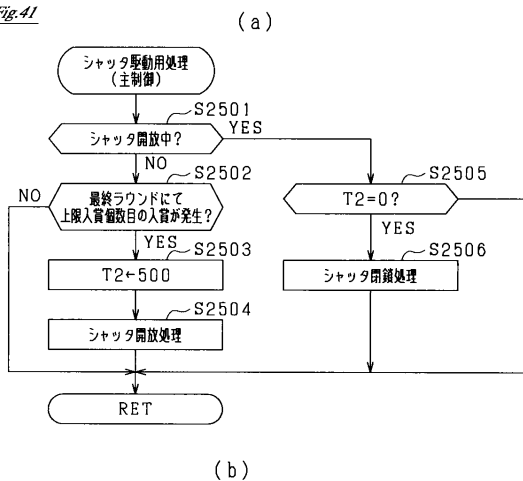 Fig.41
(a)
シャッタ駆動用処理
(主制御)
S2501
シャッタ開放中?
YES
NO
S2502
NO
最終ラウンドにて
上限入賞個数目の入賞が発生?
YES
S2503
T2←500
S2504
シャッタ開放処理
S2505
T2=0?
YES
S2506
シャッタ閉鎖処理
RET
(b)